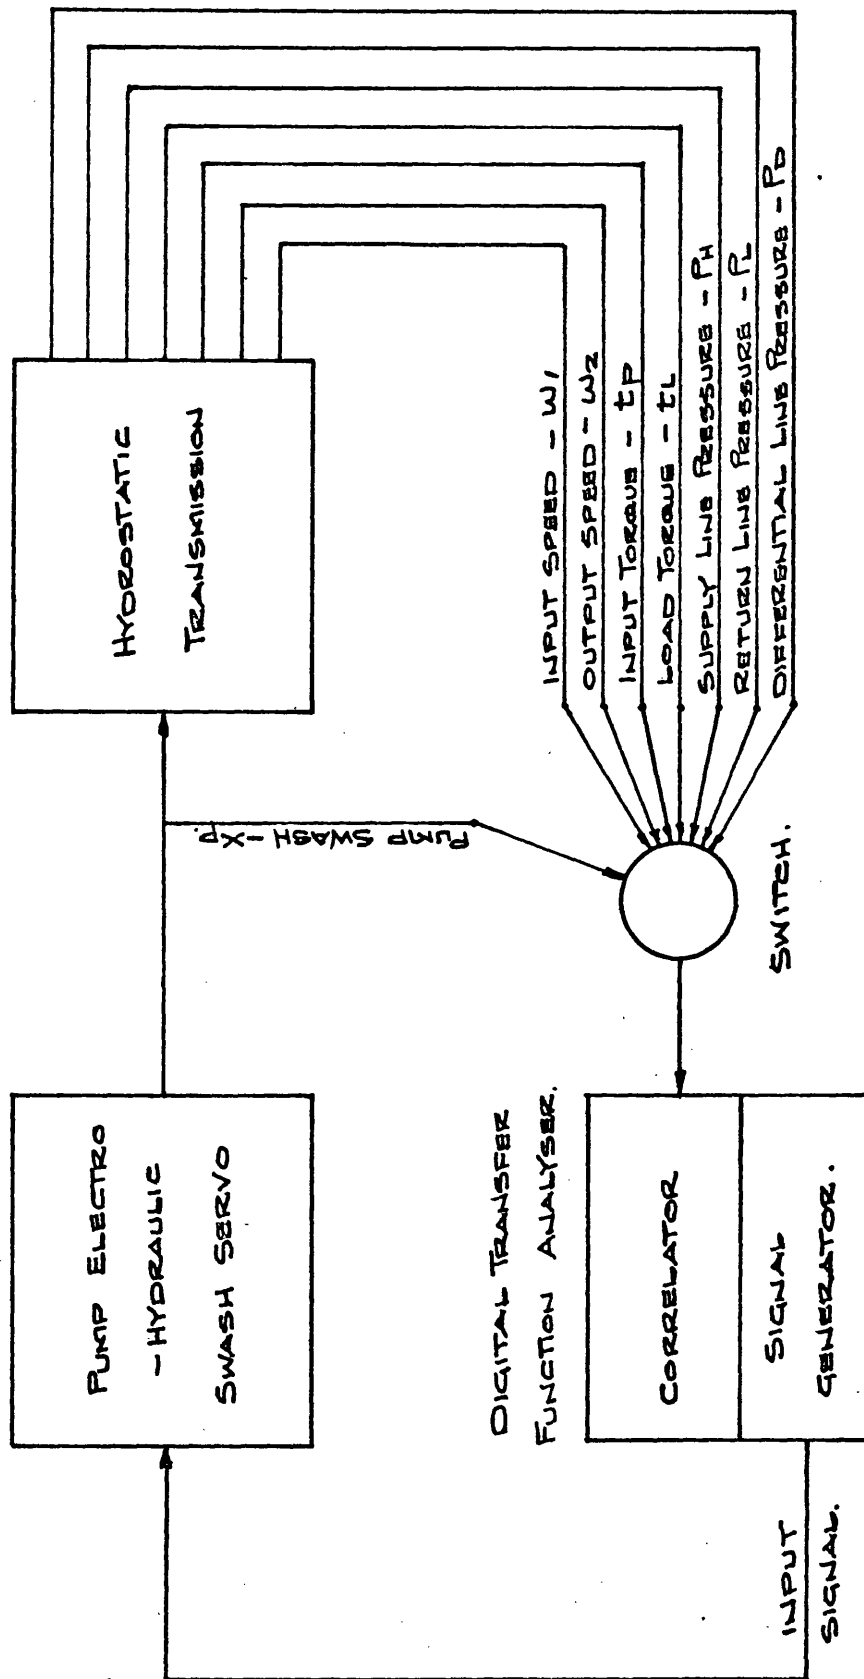 PUMP ELECTRO
-HYDRAULIC
SWASH SERVO
HYDROSTATIC
TRANSMISSION
PUMP SWASH-XP.
INPUT SPEED - W1
OUTPUT SPEED - W2
INPUT TORQUE - tP
LOAD TORQUE - tL
SUPPLY LINE PRESSURE - PH
RETURN LINE PRESSURE - PL
DIFFERENTIAL LINE PRESSURE - PD
SWITCH.
DIGITAL TRANSFER
FUNCTION ANALYSER.
CORRELATOR
SIGNAL
GENERATOR.
INPUT
SIGNAL.